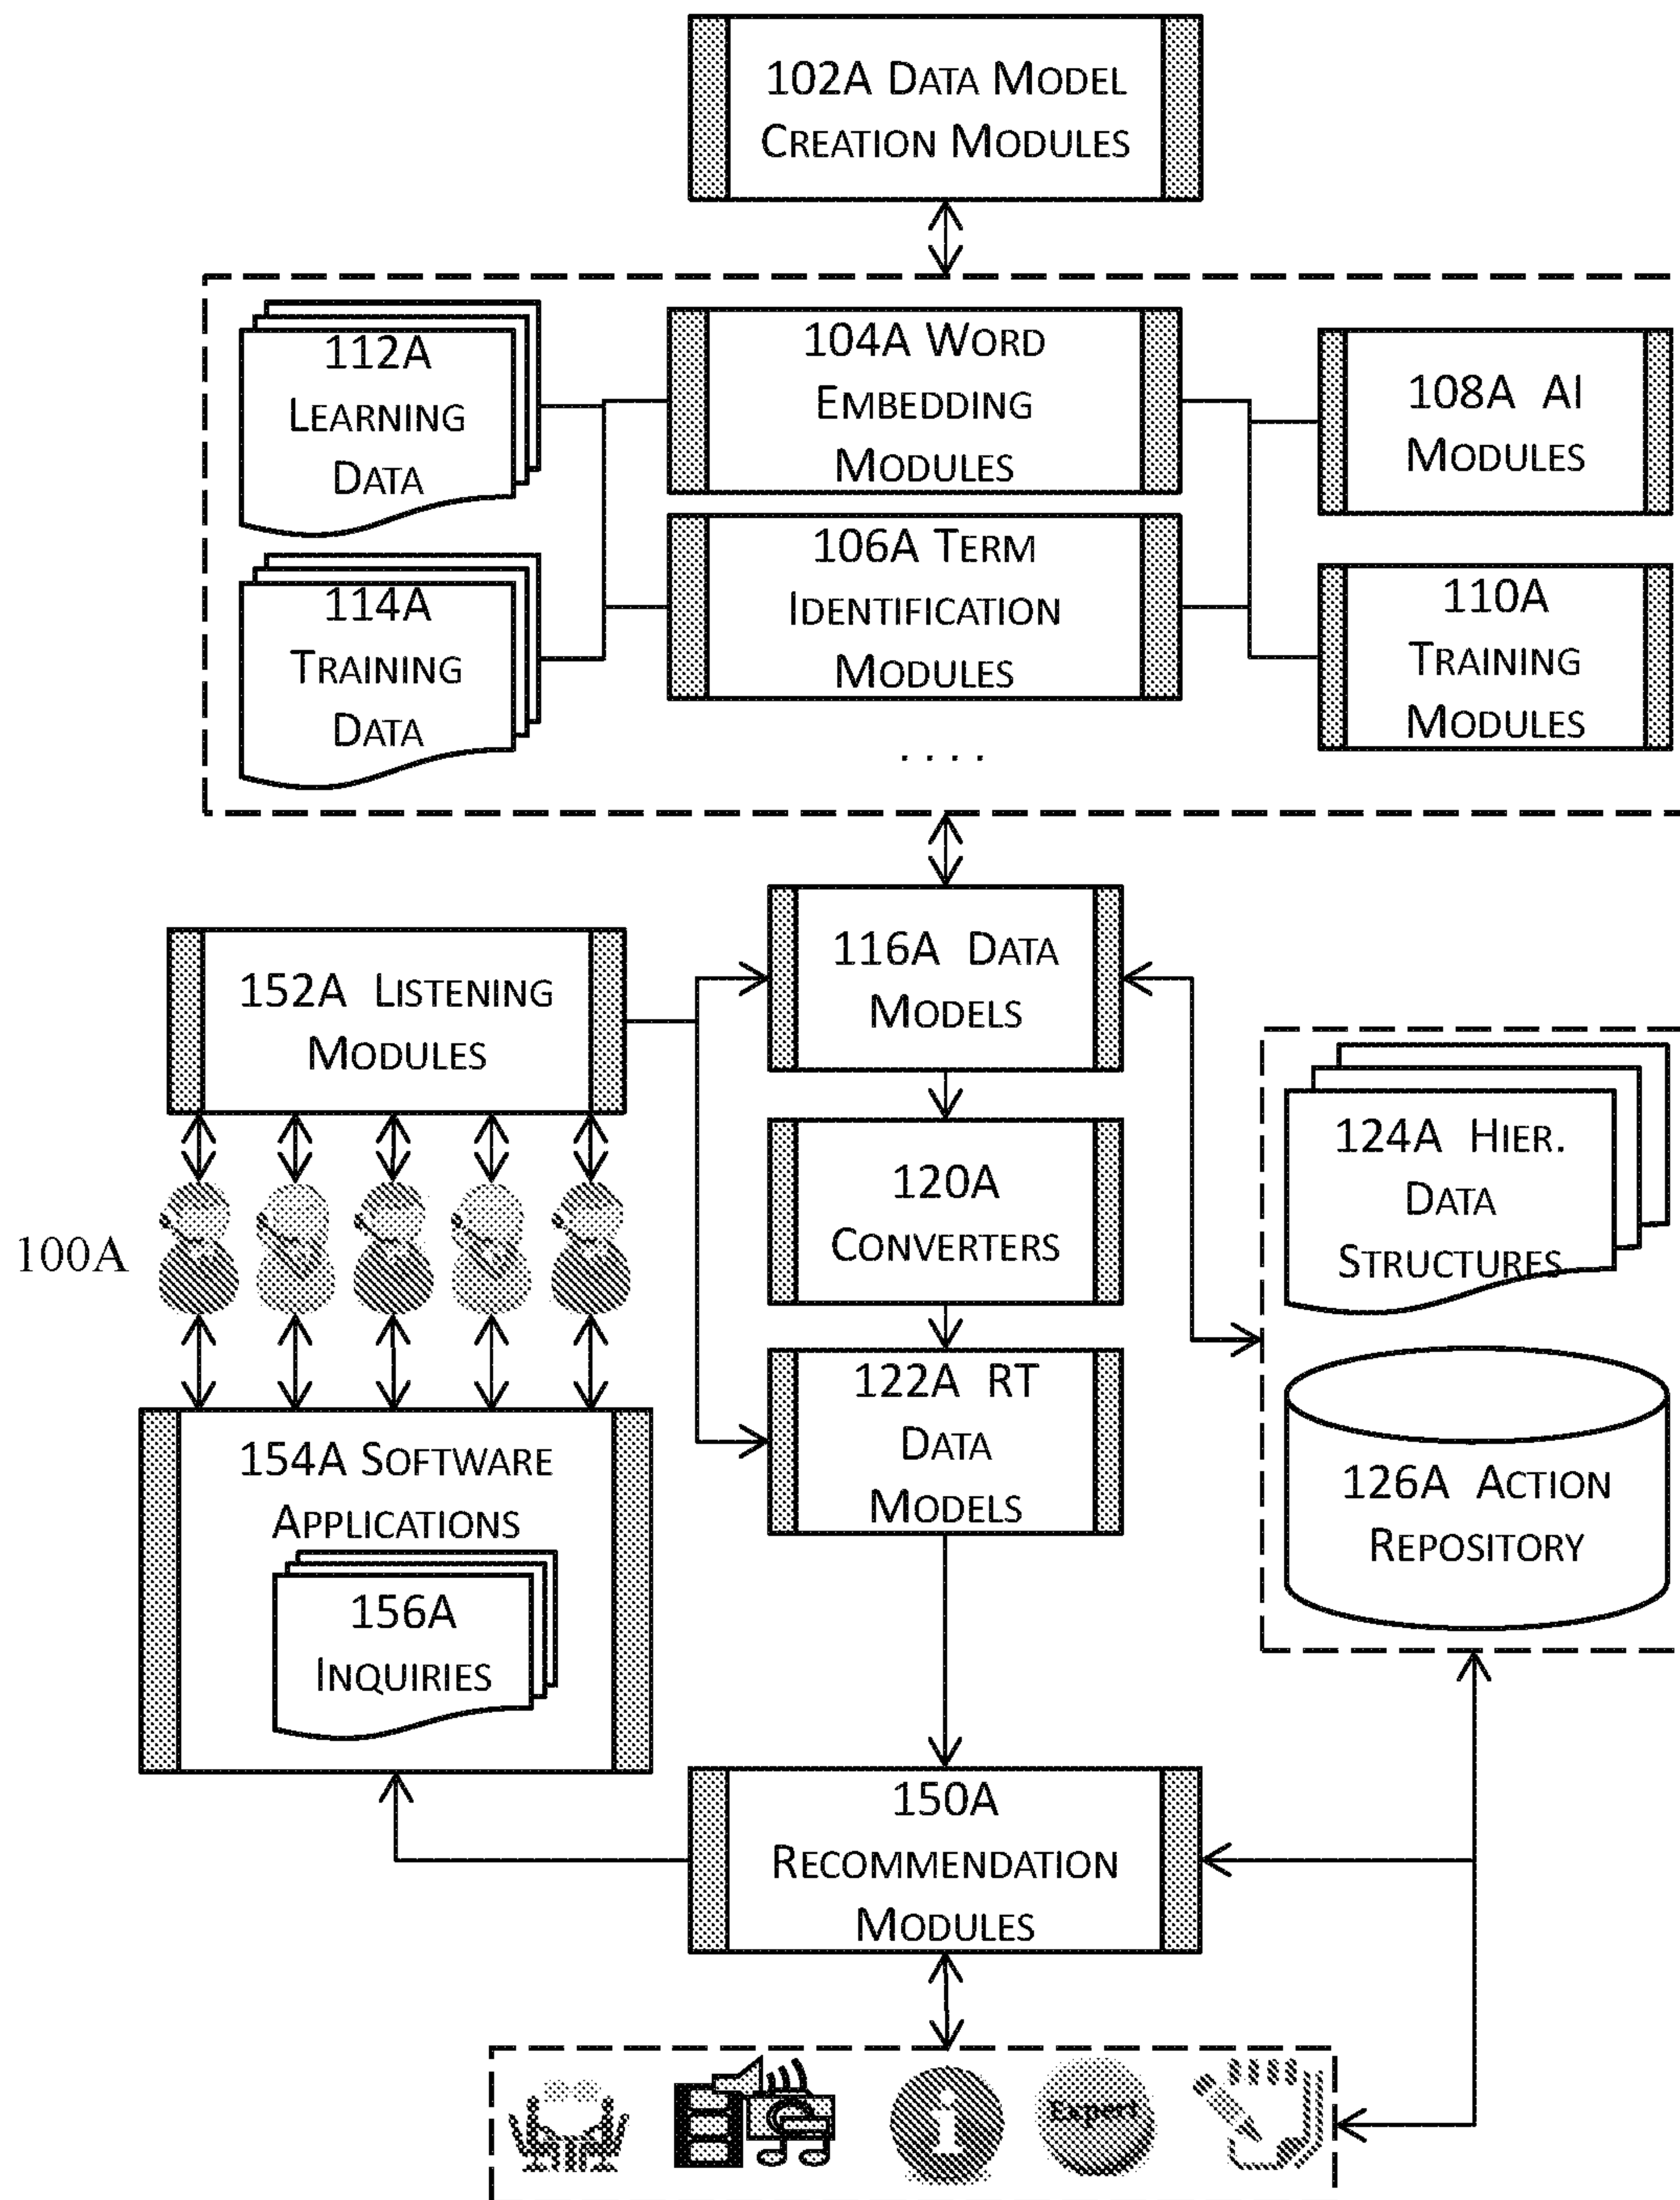 102A DATA MODEL
CREATION MODULES
112A
LEARNING
DATA
104A WORD
EMBEDDING
MODULES
108A AI
MODULES
114A
TRAINING
DATA
106A TERM
IDENTIFICATION
MODULES
110A
TRAINING
MODULES
. . . .
152A LISTENING
MODULES
116A DATA
MODELS
124A HIER.
DATA
STRUCTURES
100A
120A
CONVERTERS
122A RT
DATA
MODELS
126A ACTION
REPOSITORY
154A SOFTWARE
APPLICATIONS
156A
INQUIRIES
150A
RECOMMENDATION
MODULES
i
Expert